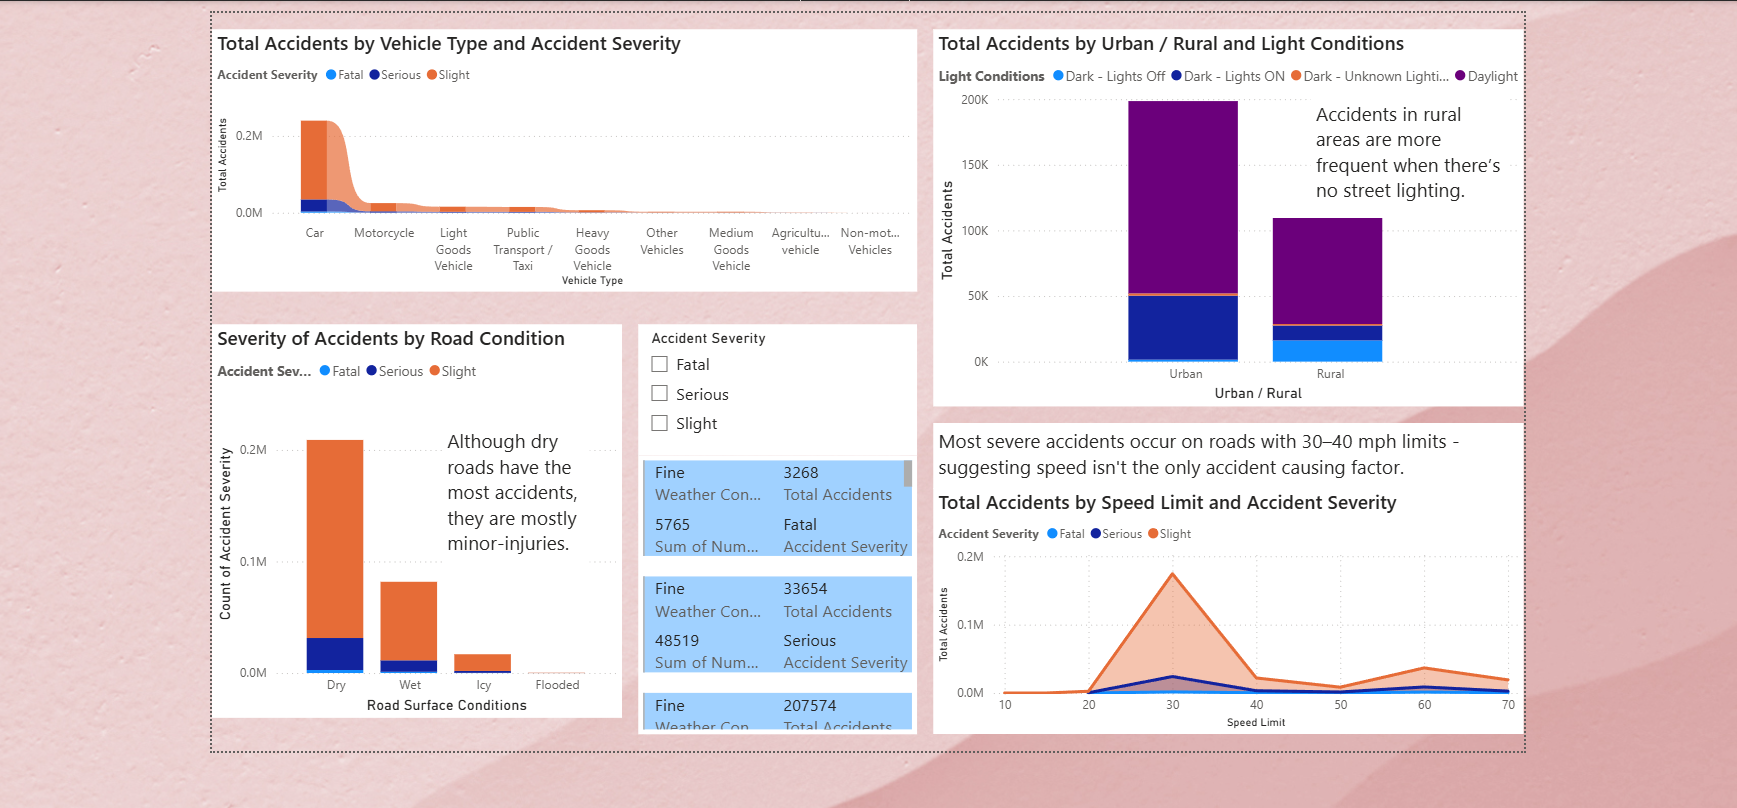 Total Accidents by Vehicle Type and Accident Severity
Accident Severity Fatal Serious Slight
Total Accidents
0.2M
0.0M
Car
Motorcycle
Light Goods Vehicle
Public Transport / Taxi
Heavy Goods Vehicle
Other Vehicles
Medium Goods Vehicle
Agricultu... vehicle
Non-mot... Vehicles
Vehicle Type
Total Accidents by Urban / Rural and Light Conditions
Light Conditions Dark - Lights Off Dark - Lights ON Dark - Unknown Lighti... Daylight
Total Accidents
200K
150K
100K
50K
0K
Accidents in rural
areas are more
frequent when there’s
no street lighting.
Urban Rural
Urban / Rural
Severity of Accidents by Road Condition
Accident Sev... Fatal Serious Slight
Count of Accident Severity
0.2M
0.1M
0.0M
Although dry
roads have the
most accidents,
they are mostly
minor-injuries.
Dry Wet Icy Flooded
Road Surface Conditions
Accident Severity
Fatal
Serious
Slight
Fine 3268
Weather Con... Total Accidents
5765 Fatal
Sum of Num... Accident Severity
Fine 33654
Weather Con... Total Accidents
48519 Serious
Sum of Num... Accident Severity
Fine 207574
Weather Con... Total Accidents
Most severe accidents occur on roads with 30–40 mph limits -
suggesting speed isn't the only accident causing factor.
Total Accidents by Speed Limit and Accident Severity
Accident Severity Fatal Serious Slight
Total Accidents
0.2M
0.1M
0.0M
10 20 30 40 50 60 70
Speed Limit